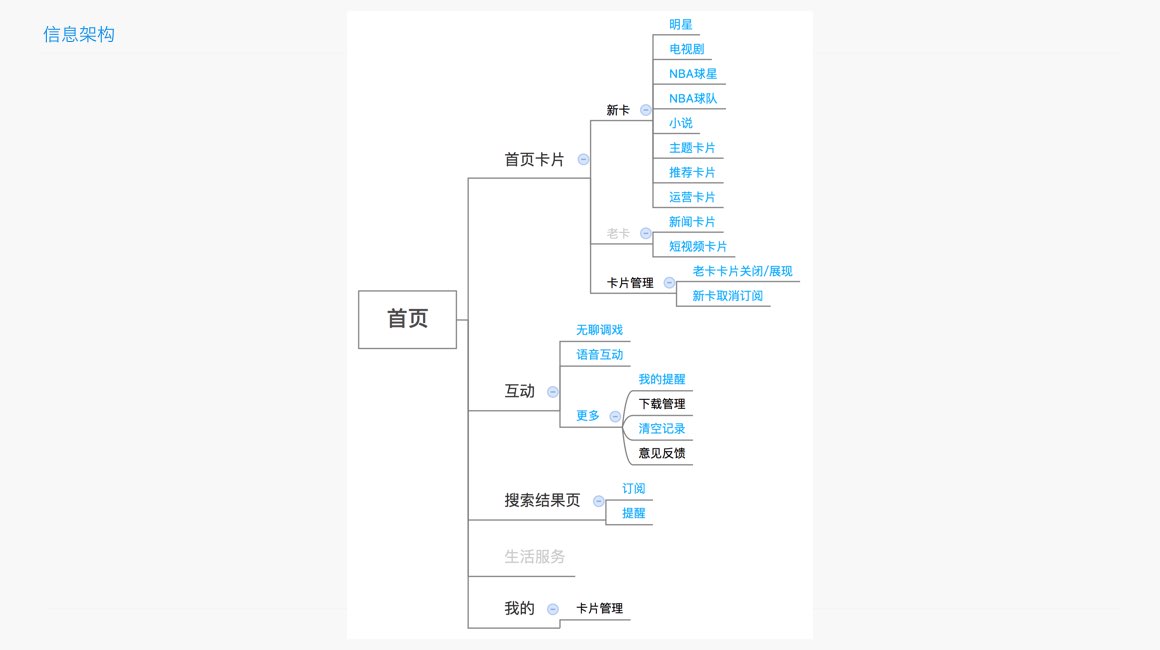 信息架构
首页
首页卡片
新卡
明星
电视剧
NBA球星
NBA球队
小说
主题卡片
推荐卡片
运营卡片
老卡
新闻卡片
短视频卡片
卡片管理
老卡卡片关闭/展现
新卡取消订阅
互动
无聊调戏
语音互动
更多
我的提醒
下载管理
清空记录
意见反馈
搜索结果页
订阅
提醒
生活服务
我的
卡片管理